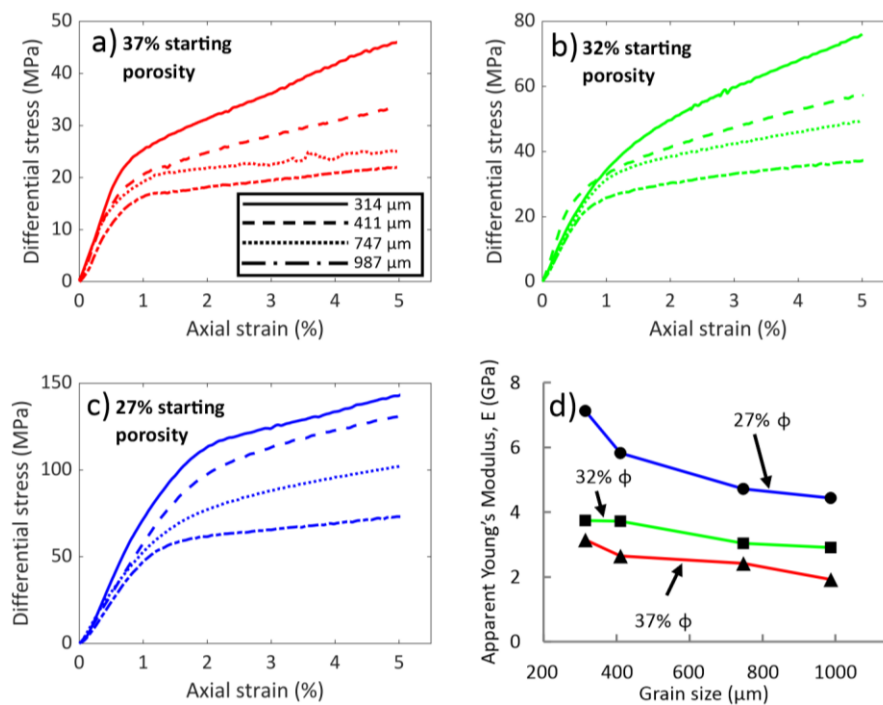 a) 37% starting
porosity
Differential stress (MPa)
50
40
30
20
10
0
0 1 2 3 4 5
Axial strain (%)
314 µm
411 µm
747 µm
987 µm
b) 32% starting
porosity
Differential stress (MPa)
80
60
40
20
0
0 1 2 3 4 5
Axial strain (%)
c) 27% starting
porosity
Differential stress (MPa)
150
100
50
0
0 1 2 3 4 5
Axial strain (%)
d)
Apparent Young's Modulus, E (GPa)
8
6
4
2
0
27% ϕ
32% ϕ
37% ϕ
200 400 600 800 1000
Grain size (µm)